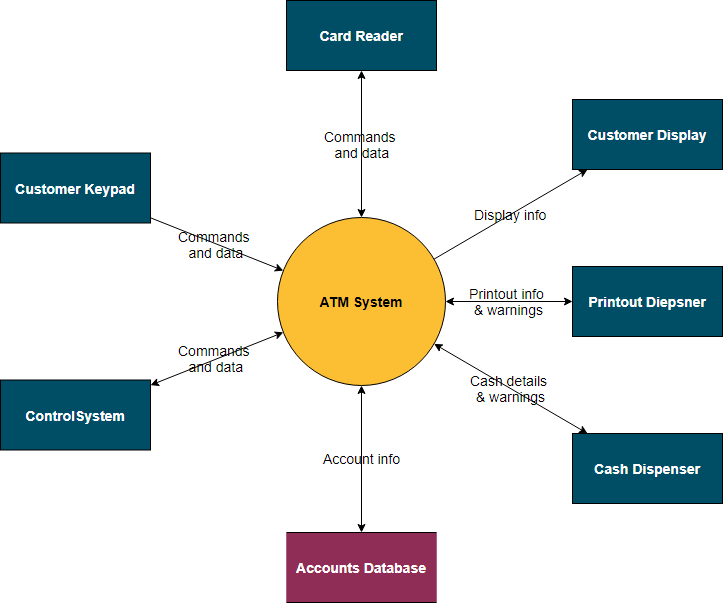 Card Reader
Commands
and data
Customer Display
Customer Keypad
Display info
Commands
and data
ATM System
Printout info
& warnings
Printout Diepsner
Commands
and data
Cash details
& warnings
ControlSystem
Account info
Cash Dispenser
Accounts Database